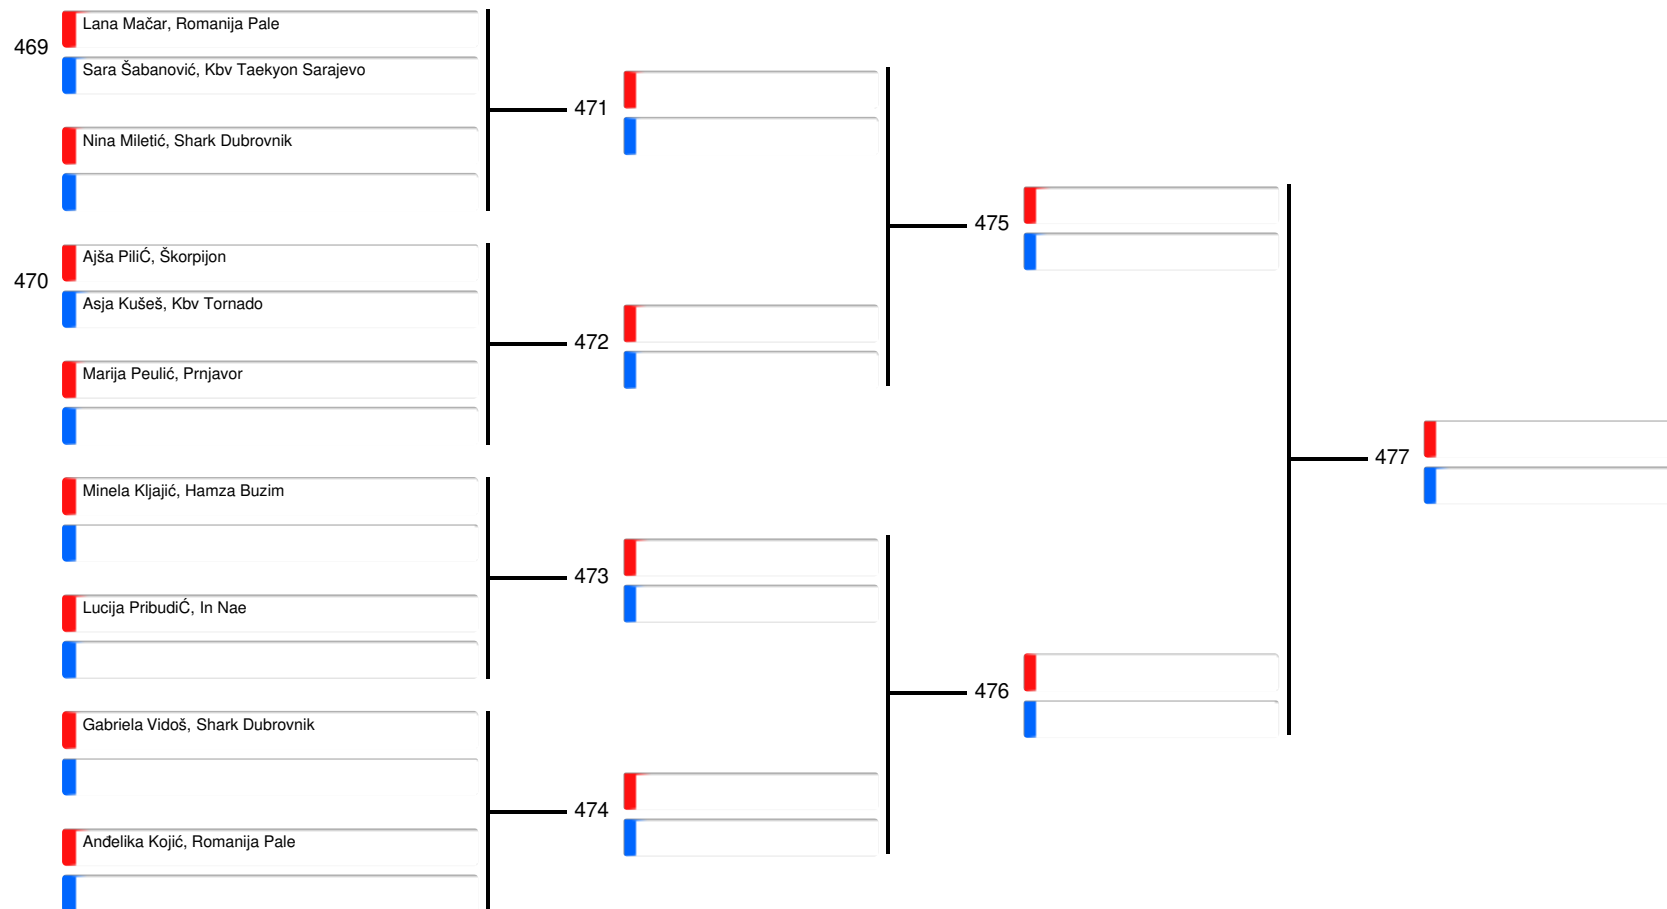 469
Lana Mačar, Romanija Pale
Sara Šabanović, Kbv Taekyon Sarajevo
471
Nina Miletić, Shark Dubrovnik
475
470
Ajša PiliĆ, Škorpijon
Asja Kušeš, Kbv Tornado
472
Marija Peulić, Prnjavor
477
Minela Kljajić, Hamza Buzim
473
Lucija PribudiĆ, In Nae
476
Gabriela Vidoš, Shark Dubrovnik
474
Anđelika Kojić, Romanija Pale